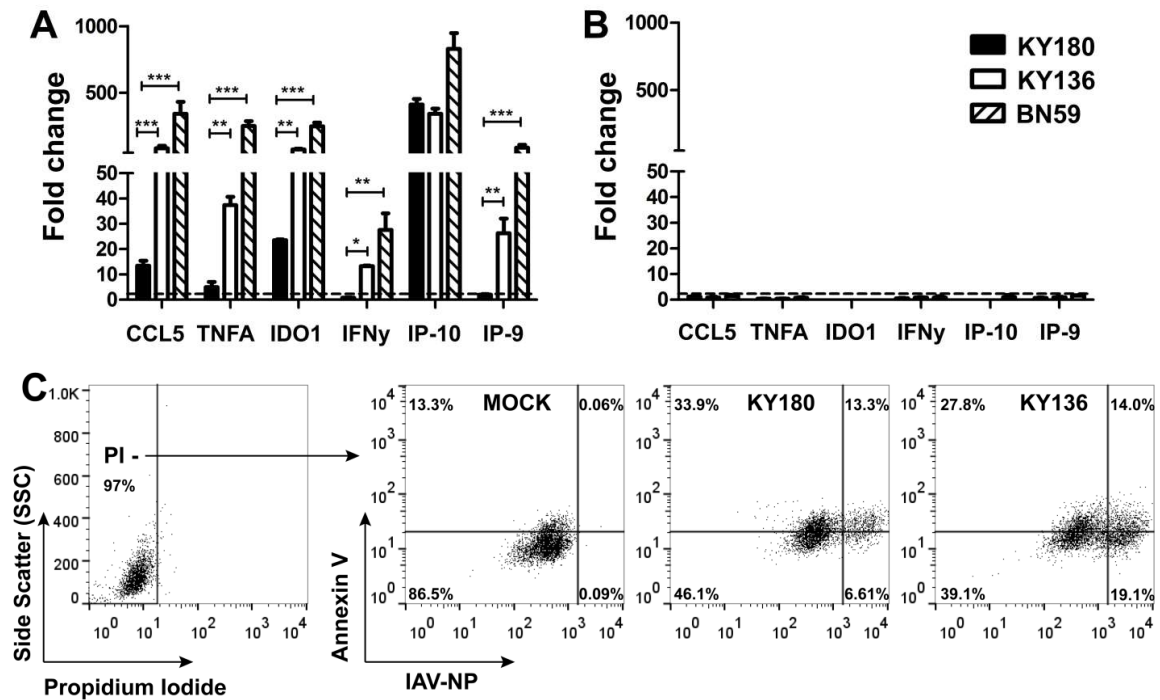 A
Fold change
1000
500
50
40
30
20
10
0
***
***
***
**
***
**
**
*
***
**
CCL5 TNFA IDO1 IFNy IP-10 IP-9
B
Fold change
1000
500
50
40
30
20
10
0
KY180
KY136
BN59
CCL5 TNFA IDO1 IFNy IP-10 IP-9
C
Side Scatter (SSC)
1.0K
800
600
400
200
0
PI -
97%
10^0 10^1 10^2 10^3 10^4
Propidium Iodide
Annexin V
10^4
10^3
10^2
10^1
10^0
13.3% MOCK 0.06%
86.5% 0.09%
10^0 10^1 10^2 10^3 10^4
IAV-NP
10^4
10^3
10^2
10^1
10^0
33.9% KY180 13.3%
46.1% 6.61%
10^0 10^1 10^2 10^3 10^4
10^4
10^3
10^2
10^1
10^0
27.8% KY136 14.0%
39.1% 19.1%
10^0 10^1 10^2 10^3 10^4